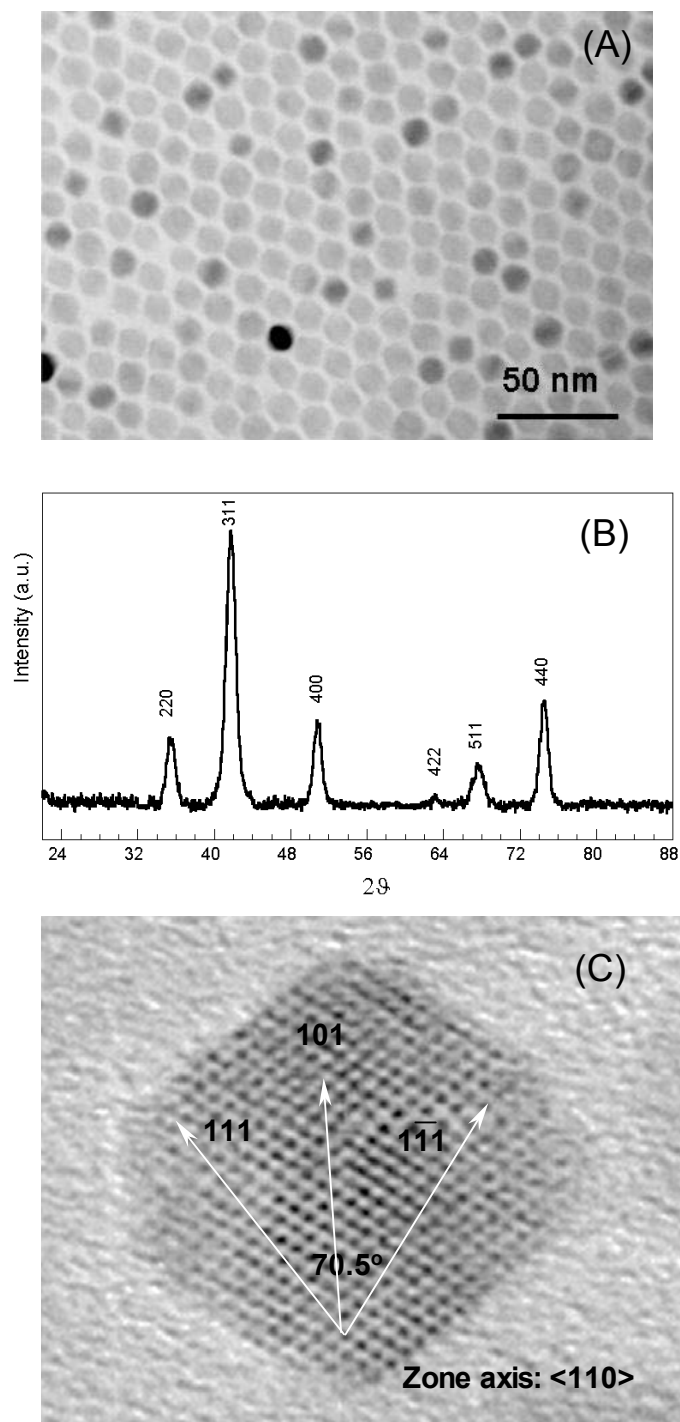 (A)
50 nm
(B)
Intensity (a.u.)
220
311
400
422
511
440
24 32 40 48 56 64 72 80 88
2ϑ
(C)
101
111
11̅1̅
70.5º
Zone axis: <110>